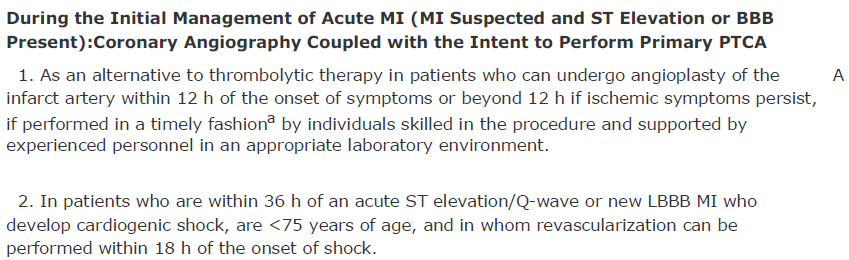 During the Initial Management of Acute MI (MI Suspected and ST Elevation or BBB
Present):Coronary Angiography Coupled with the Intent to Perform Primary PTCA
1. As an alternative to thrombolytic therapy in patients who can undergo angioplasty of the A
infarct artery within 12 h of the onset of symptoms or beyond 12 h if ischemic symptoms persist,
if performed in a timely fashionᵃ by individuals skilled in the procedure and supported by
experienced personnel in an appropriate laboratory environment.
2. In patients who are within 36 h of an acute ST elevation/Q-wave or new LBBB MI who
develop cardiogenic shock, are <75 years of age, and in whom revascularization can be
performed within 18 h of the onset of shock.